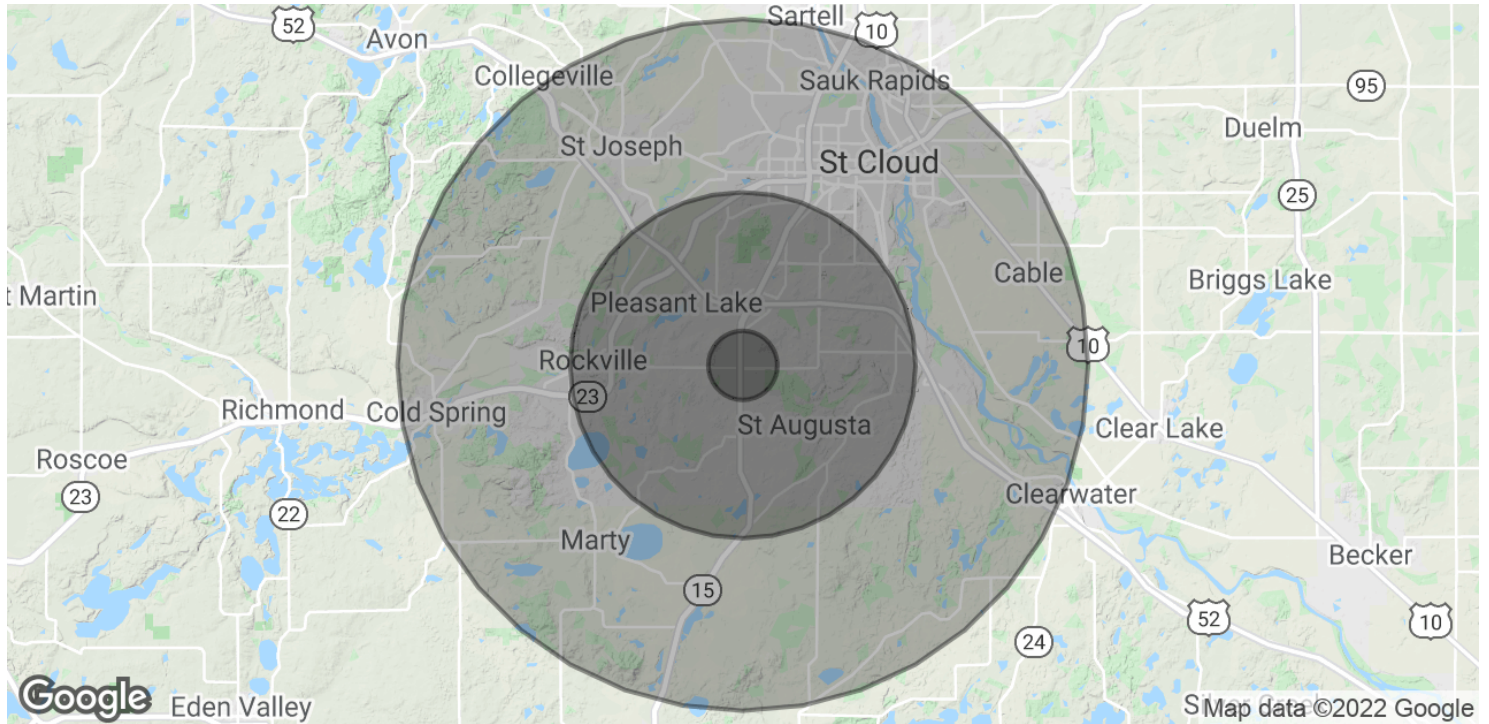 Sartell
52
10
Avon
Collegeville
Sauk Rapids
95
Duelm
St Joseph
St Cloud
25
Cable
Briggs Lake
t Martin
Pleasant Lake
10
Rockville
23
Richmond
Cold Spring
St Augusta
Clear Lake
Roscoe
23
22
Clearwater
Marty
Becker
15
52
10
24
Google
Eden Valley
Map data ©2022 Google